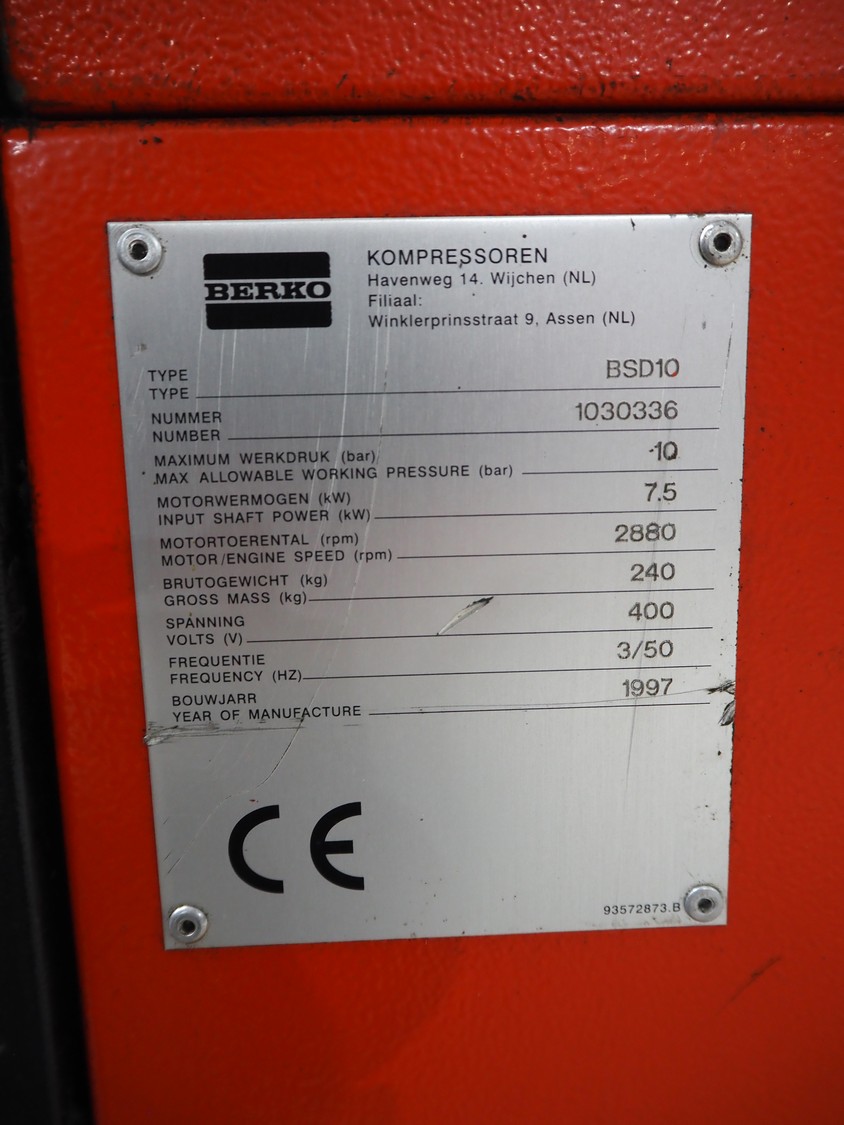 BERKO
KOMPRESSOREN
Havenweg 14. Wijchen (NL)
Filiaal:
Winklerprinsstraat 9, Assen (NL)
TYPE
TYPE BSD10
NUMMER
NUMBER 1030336
MAXIMUM WERKDRUK (bar)
MAX ALLOWABLE WORKING PRESSURE (bar) 10
MOTORWERMOGEN (kW)
INPUT SHAFT POWER (kW) 7.5
MOTORTOERENTAL (rpm)
MOTOR/ENGINE SPEED (rpm) 2880
BRUTOGEWICHT (kg)
GROSS MASS (kg) 240
SPANNING
VOLTS (V) 400
FREQUENTIE
FREQUENCY (HZ) 3/50
BOUWJARR
YEAR OF MANUFACTURE 1997
CE
93572873.B